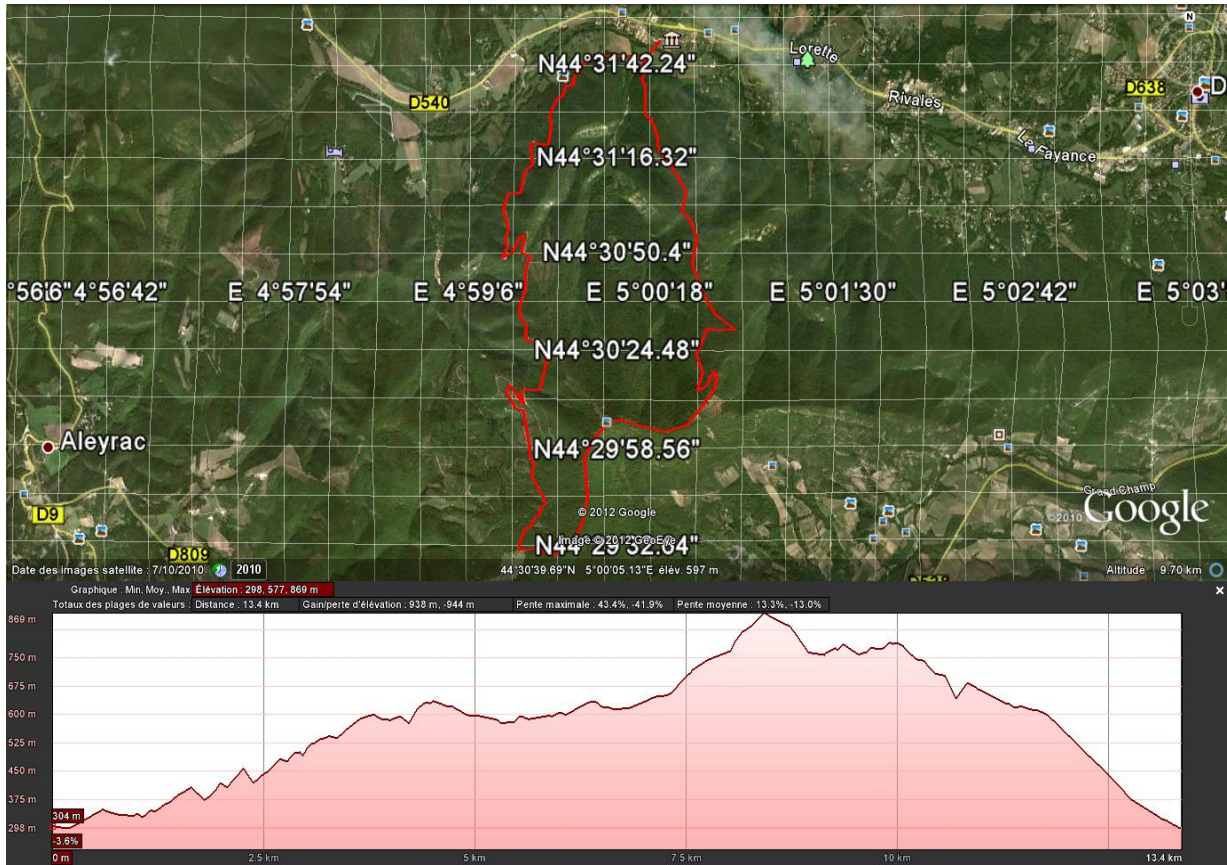 N
D540
N44°31'42.24"
Lorette
D638
D
Rivales
La Fayance
N44°31'16.32"
N44°30'50.4"
°56'6" 4°56'42" E 4°57'54" E 4°59'6" E 5°00'18" E 5°01'30" E 5°02'42" E 5°03'
N44°30'24.48"
Aleyrac
N44°29'58.56"
D9
Grand Champ
© 2012 Google
©2010 Google
D809
Image © 2012 GeoEye
N44°29'32.64"
D538
Date des images satellite : 7/10/2010 2010 44°30'39.69"N 5°00'05.13"E élév. 597 m Altitude 9.70 km
Graphique : Min, Moy., Max Élévation : 298, 577, 869 m
Totaux des plages de valeurs : Distance : 13.4 km Gain/perte d'élévation : 938 m, -944 m Pente maximale : 43.4%, -41.9% Pente moyenne : 13.3%, -13.0%
869 m
750 m
675 m
600 m
525 m
450 m
375 m
304 m
298 m
-3.6%
0 m 2.5 km 5 km 7.5 km 10 km 13.4 km